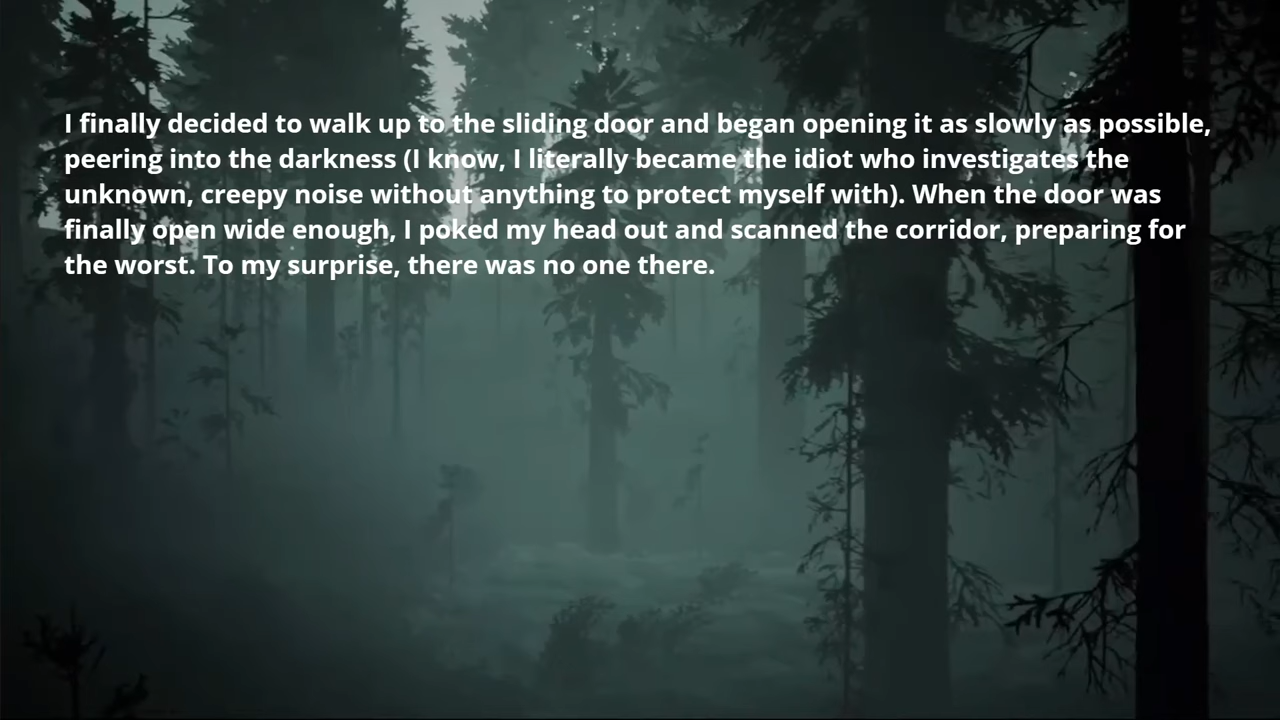 I finally decided to walk up to the sliding door and began opening it as slowly as possible,
peering into the darkness (I know, I literally became the idiot who investigates the
unknown, creepy noise without anything to protect myself with). When the door was
finally open wide enough, I poked my head out and scanned the corridor, preparing for
the worst. To my surprise, there was no one there.